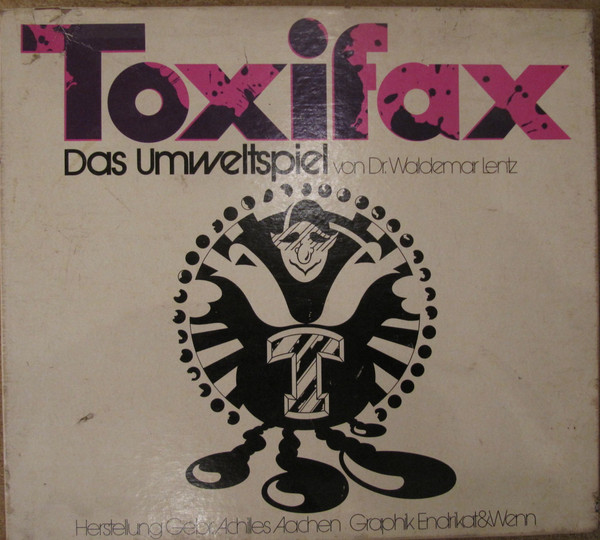 Toxifax
Das Umweltspiel von Dr. Waldemar Lentz
T
Herstellung Gebr. Achilles Aachen Graphik Endrikat & Wenn